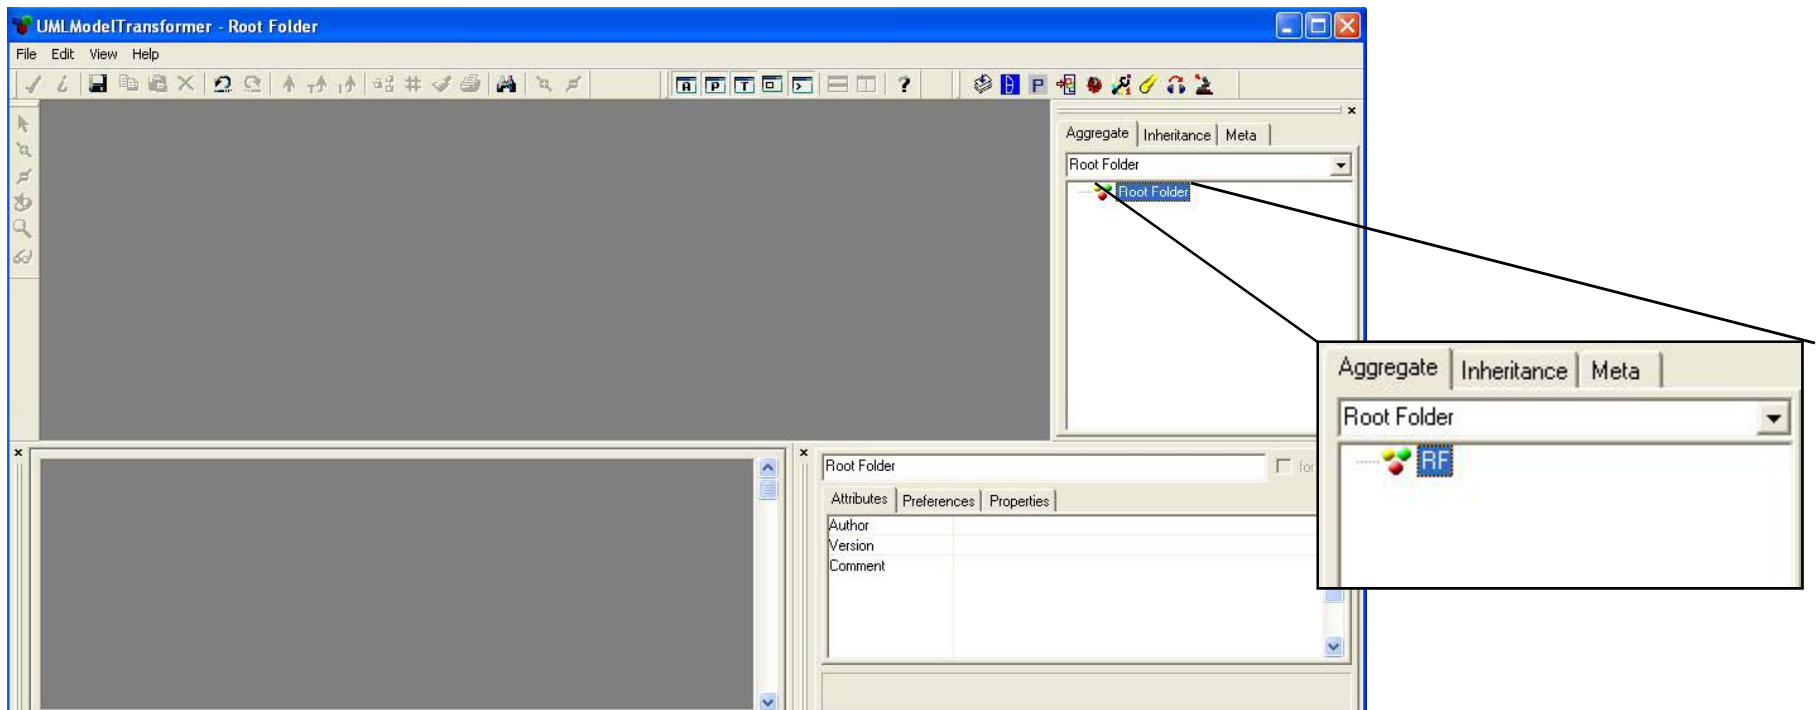 UMLModelTransformer - Root Folder
File Edit View Help
A P T ? P
Aggregate Inheritance Meta
Root Folder
Root Folder
Aggregate Inheritance Meta
Root Folder
RF
Root Folder
Attributes Preferences Properties
Author
Version
Comment